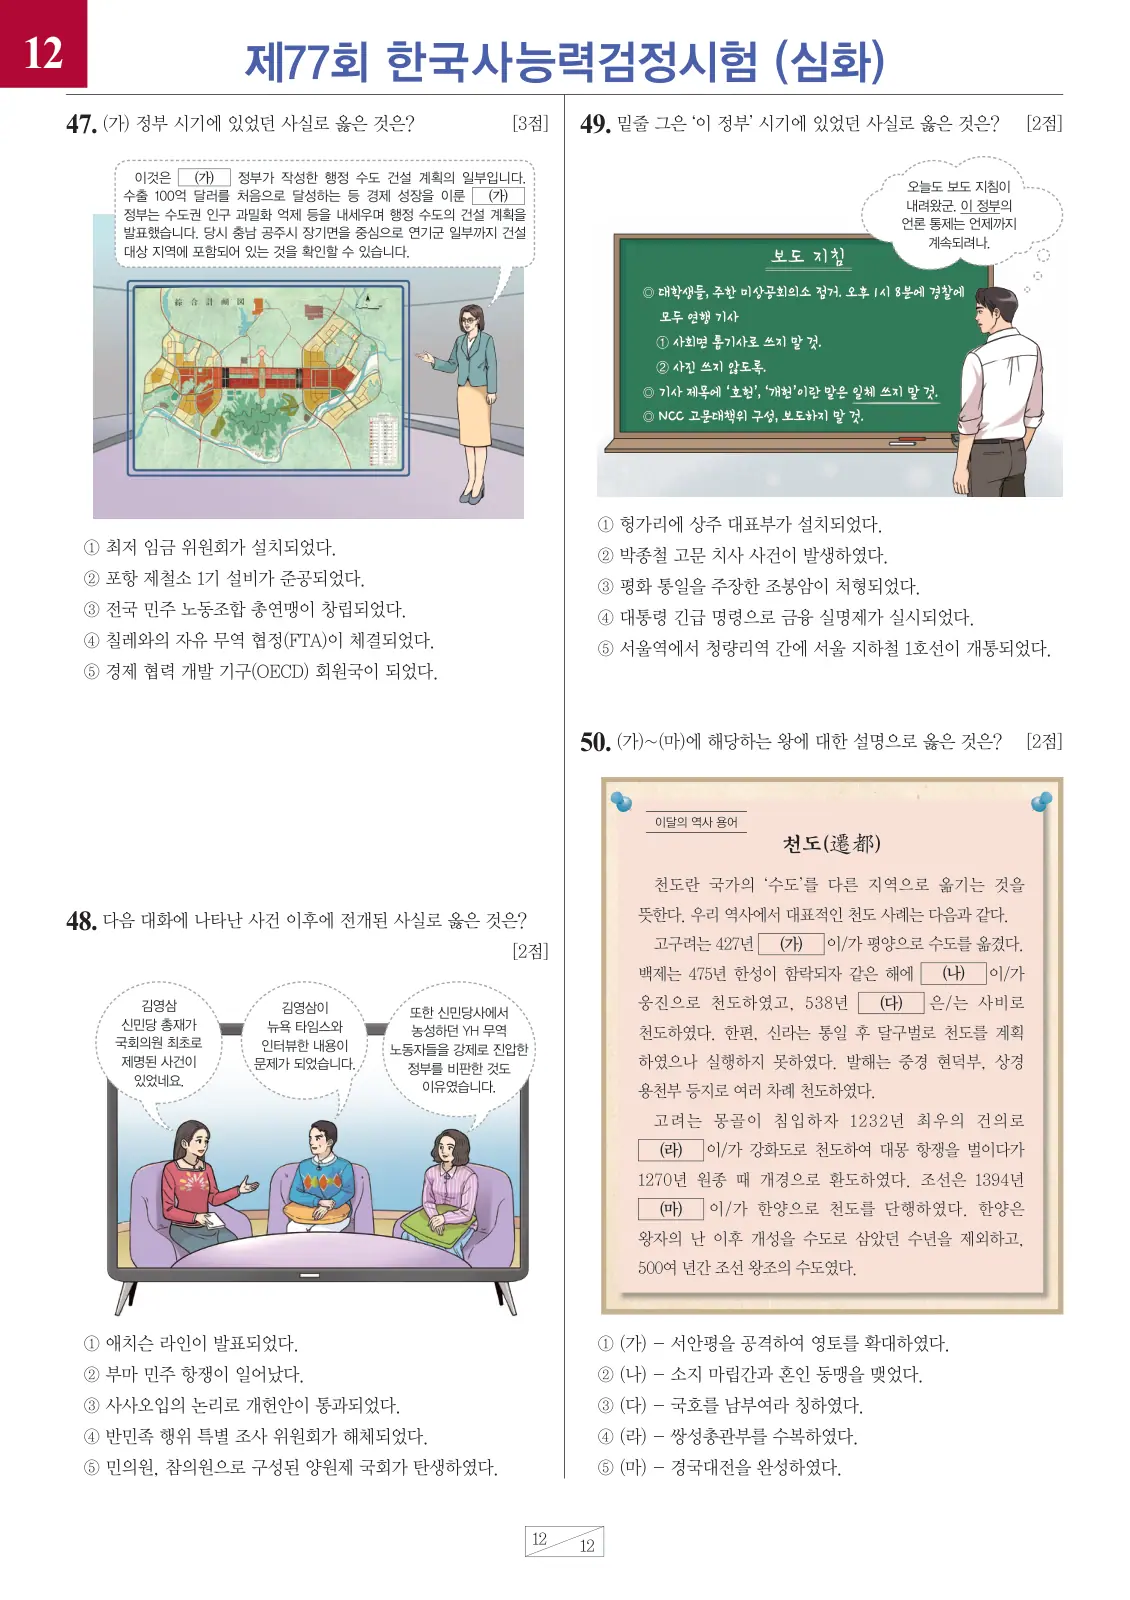 12
제77회 한국사능력검정시험 (심화)
47. (가) 정부 시기에 있었던 사실로 옳은 것은? [3점]
이것은 (가) 정부가 작성한 행정 수도 건설 계획의 일부입니다.
수출 100억 달러를 처음으로 달성하는 등 경제 성장을 이룬 (가)
정부는 수도권 인구 과밀화 억제 등을 내세우며 행정 수도의 건설 계획을
발표했습니다. 당시 충남 공주시 장기면을 중심으로 연기군 일부까지 건설
대상 지역에 포함되어 있는 것을 확인할 수 있습니다.
綜合計劃圖
① 최저 임금 위원회가 설치되었다.
② 포항 제철소 1기 설비가 준공되었다.
③ 전국 민주 노동조합 총연맹이 창립되었다.
④ 칠레와의 자유 무역 협정(FTA)이 체결되었다.
⑤ 경제 협력 개발 기구(OECD) 회원국이 되었다.
48. 다음 대화에 나타난 사건 이후에 전개된 사실로 옳은 것은?
[2점]
김영삼
신민당 총재가
국회의원 최초로
제명된 사건이
있었네요.
김영삼이
뉴욕 타임스와
인터뷰한 내용이
문제가 되었습니다.
또한 신민당사에서
농성하던 YH 무역
노동자들을 강제로 진압한
정부를 비판한 것도
이유였습니다.
① 애치슨 라인이 발표되었다.
② 부마 민주 항쟁이 일어났다.
③ 사사오입의 논리로 개헌안이 통과되었다.
④ 반민족 행위 특별 조사 위원회가 해체되었다.
⑤ 민의원, 참의원으로 구성된 양원제 국회가 탄생하였다.
49. 밑줄 그은 ‘이 정부’ 시기에 있었던 사실로 옳은 것은? [2점]
오늘도 보도 지침이
내려왔군. 이 정부의
언론 통제는 언제까지
계속되려나.
보도 지침
◎ 대학생들, 주한 미상공회의소 점거. 오후 1시 8분에 경찰에
모두 연행 기사
① 사회면 톱기사로 쓰지 말 것.
② 사진 쓰지 않도록.
◎ 기사 제목에 ‘호헌’, ‘개헌’이란 말은 일체 쓰지 말 것.
◎ NCC 고문대책위 구성, 보도하지 말 것.
① 헝가리에 상주 대표부가 설치되었다.
② 박종철 고문 치사 사건이 발생하였다.
③ 평화 통일을 주장한 조봉암이 처형되었다.
④ 대통령 긴급 명령으로 금융 실명제가 실시되었다.
⑤ 서울역에서 청량리역 간에 서울 지하철 1호선이 개통되었다.
50. (가)~(마)에 해당하는 왕에 대한 설명으로 옳은 것은? [2점]
이달의 역사 용어
천도(遷都)
천도란 국가의 ‘수도’를 다른 지역으로 옮기는 것을
뜻한다. 우리 역사에서 대표적인 천도 사례는 다음과 같다.
고구려는 427년 (가) 이/가 평양으로 수도를 옮겼다.
백제는 475년 한성이 함락되자 같은 해에 (나) 이/가
웅진으로 천도하였고, 538년 (다) 은/는 사비로
천도하였다. 한편, 신라는 통일 후 달구벌로 천도를 계획
하였으나 실행하지 못하였다. 발해는 중경 현덕부, 상경
용천부 등지로 여러 차례 천도하였다.
고려는 몽골이 침입하자 1232년 최우의 건의로
(라) 이/가 강화도로 천도하여 대몽 항쟁을 벌이다가
1270년 원종 때 개경으로 환도하였다. 조선은 1394년
(마) 이/가 한양으로 천도를 단행하였다. 한양은
왕자의 난 이후 개성을 수도로 삼았던 수년을 제외하고,
500여 년간 조선 왕조의 수도였다.
① (가) – 서안평을 공격하여 영토를 확대하였다.
② (나) – 소지 마립간과 혼인 동맹을 맺었다.
③ (다) – 국호를 남부여라 칭하였다.
④ (라) – 쌍성총관부를 수복하였다.
⑤ (마) – 경국대전을 완성하였다.
12
12